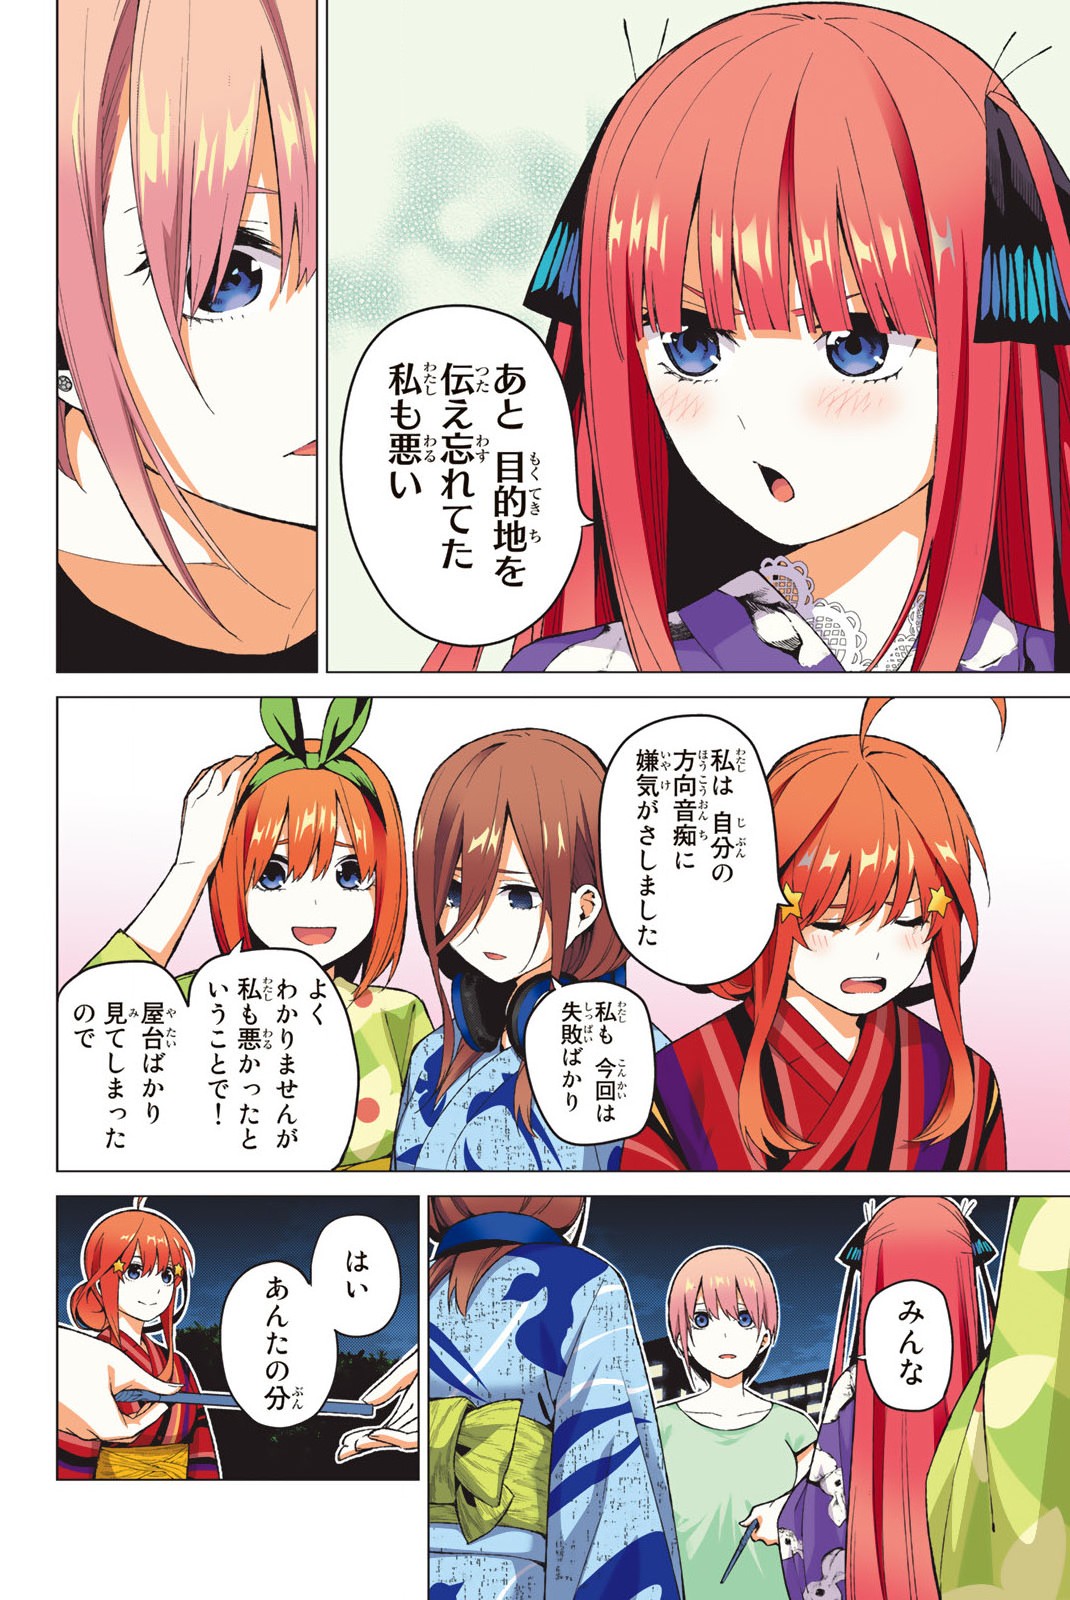 あと 目的地を
伝え忘れてた
私も悪い
私は 自分の
方向音痴に
嫌気がさしました
私も 今回は
失敗ばかり
よく
わかりませんが
私も悪かったと
いうことで！
屋台ばかり
見てしまった
ので
みんな
はい
あんたの分